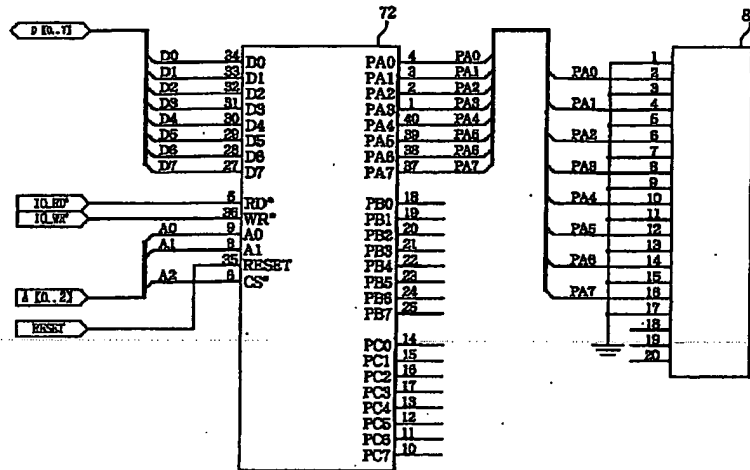 72
8
D [0..7]
D0 34 D0 PA0 4 PA0
D1 33 D1 PA1 3 PA1
D2 32 D2 PA2 2 PA2
D3 31 D3 PA3 1 PA3
D4 30 D4 PA4 40 PA4
D5 29 D5 PA5 39 PA5
D6 28 D6 PA6 38 PA6
D7 27 D7 PA7 37 PA7
IO_RD* 5 RD* PB0 18
IO_WR* 36 WR* PB1 19
A0 9 A0 PB2 20
A1 8 A1 PB3 21
35 RESET PB4 22
A2 6 CS* PB5 23
A [0..2] PB6 24
PB7 25
RESET
PC0 14
PC1 15
PC2 16
PC3 17
PC4 13
PC5 12
PC6 11
PC7 10
1
PA0 2
3
PA1 4
5
PA2 6
7
PA3 8
9
PA4 10
11
PA5 12
13
PA6 14
15
PA7 16
17
18
19
20